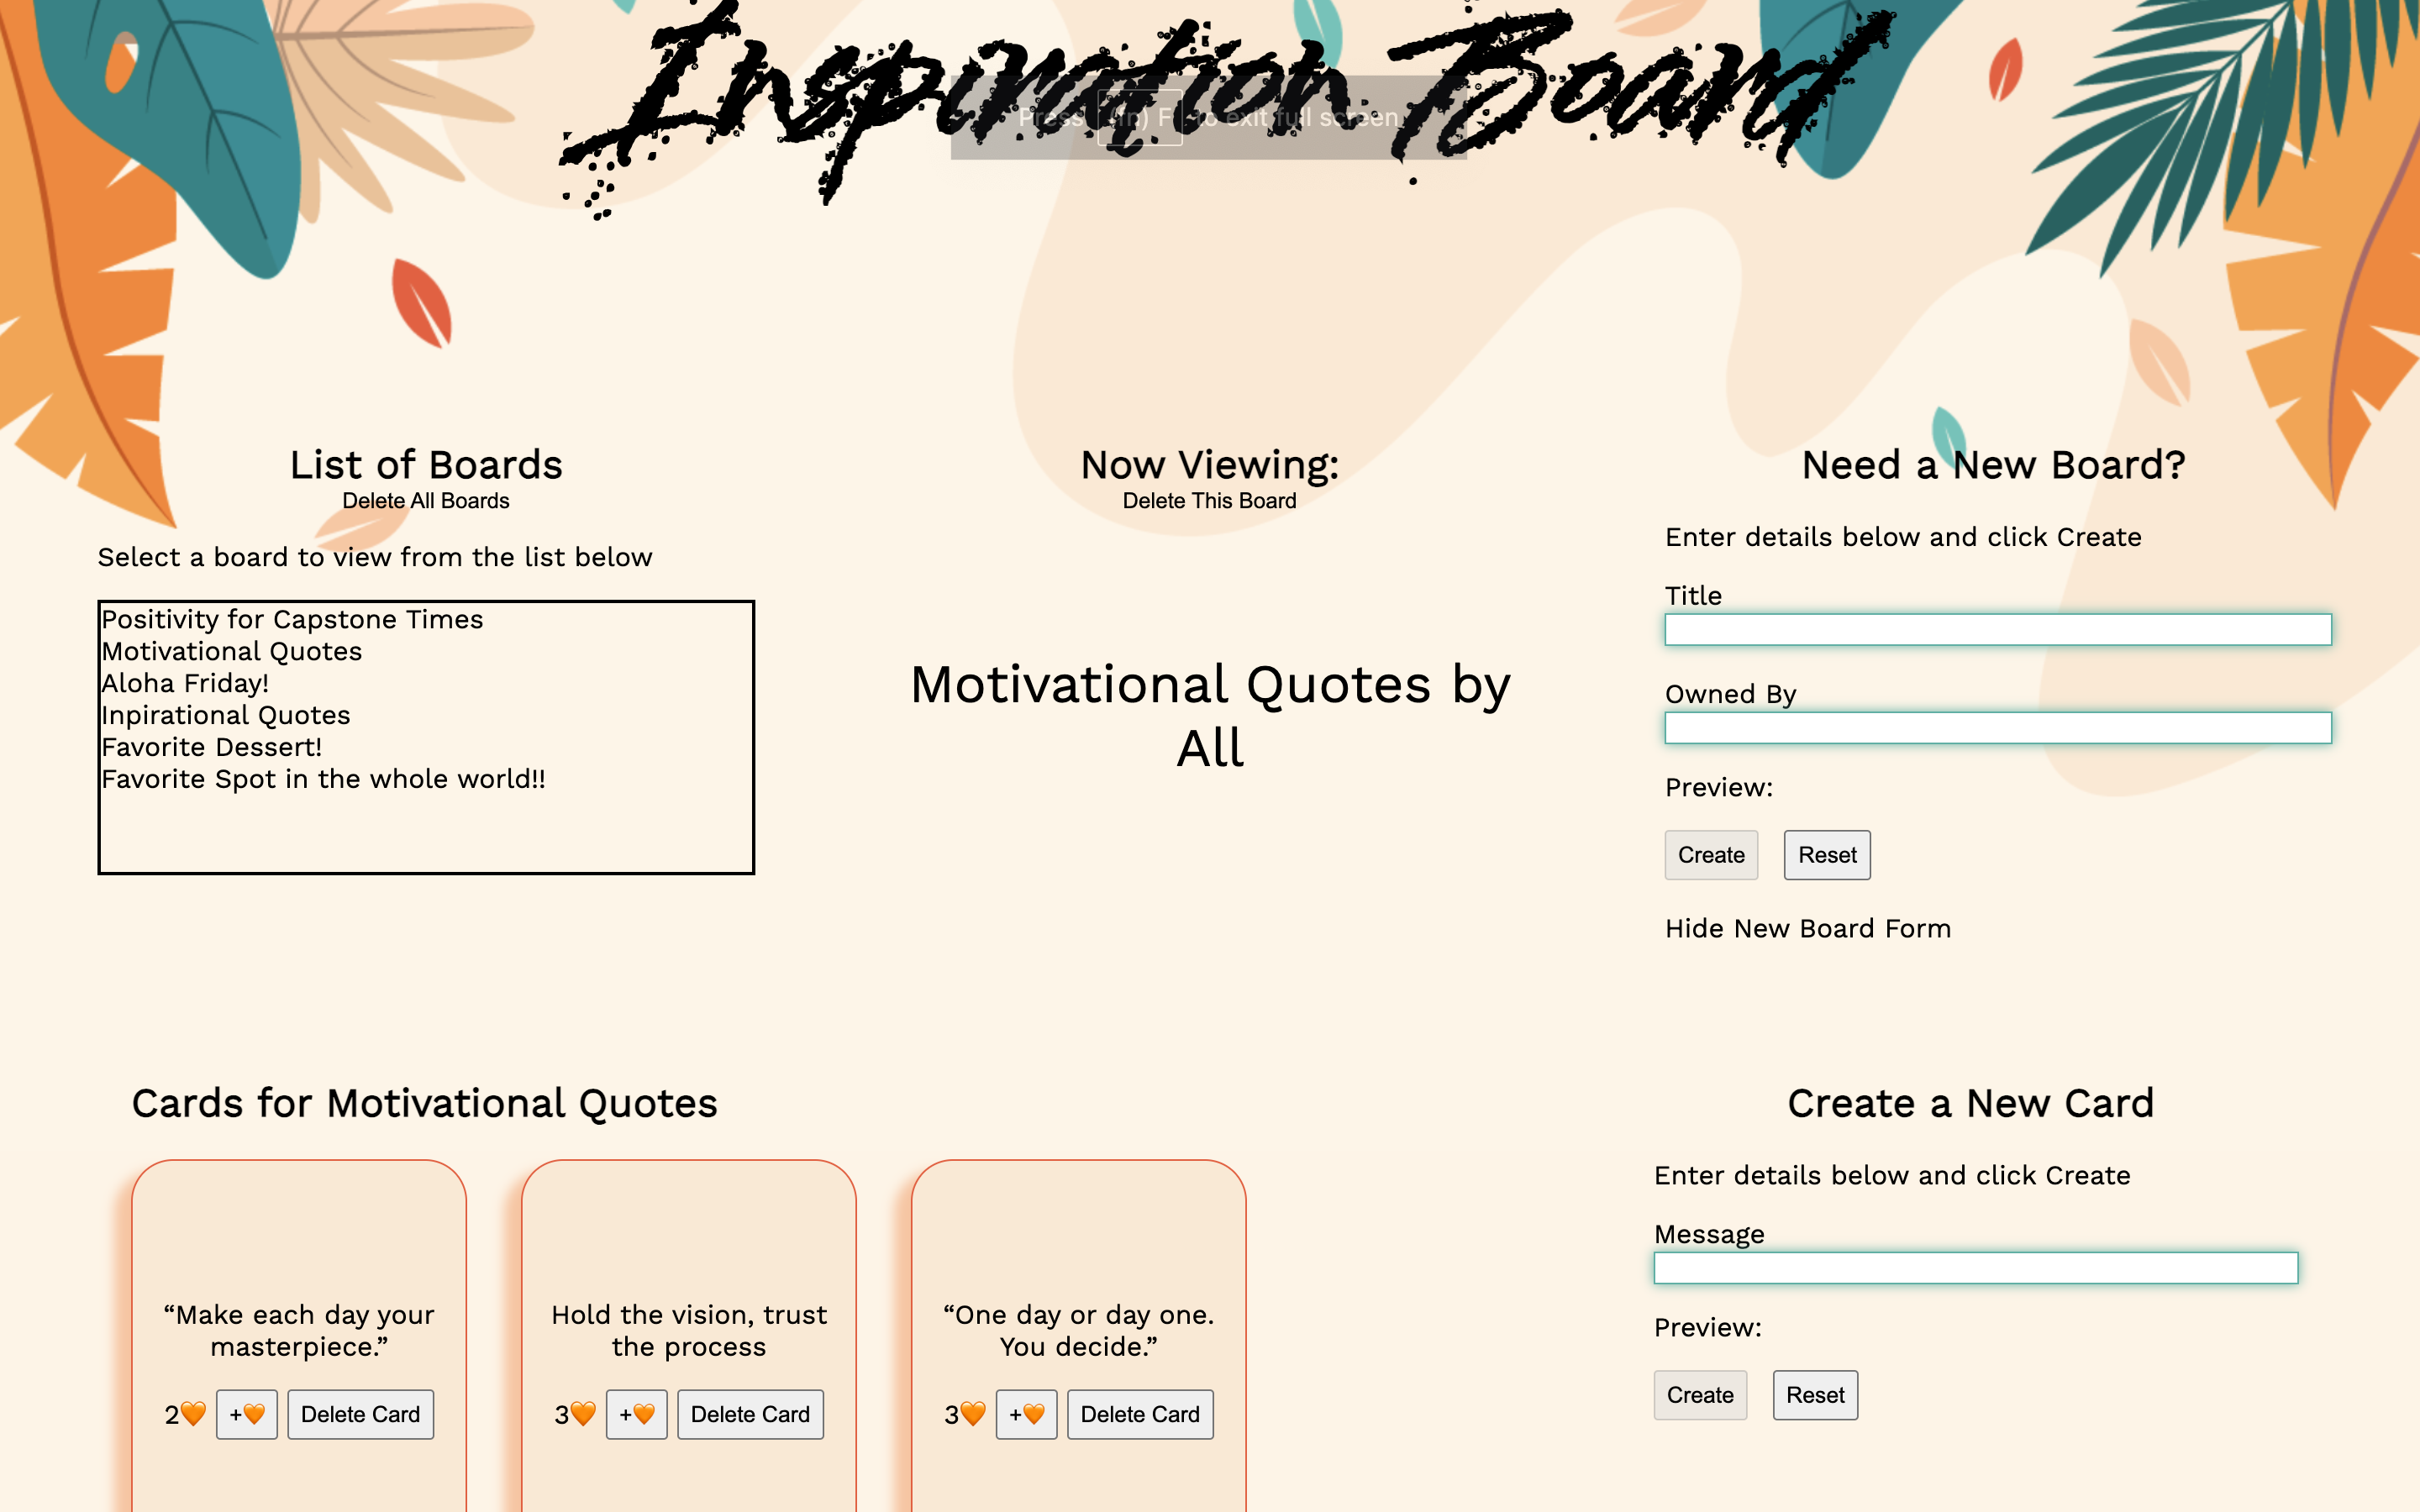 Inspiration Board
Press (fn) F to exit full screen
List of Boards
Delete All Boards
Select a board to view from the list below
Positivity for Capstone Times
Motivational Quotes
Aloha Friday!
Inpirational Quotes
Favorite Dessert!
Favorite Spot in the whole world!!
Now Viewing:
Delete This Board
Motivational Quotes by
All
Need a New Board?
Enter details below and click Create
Title
Owned By
Preview:
Create Reset
Hide New Board Form
Cards for Motivational Quotes
“Make each day your
masterpiece.”
2🧡 +🧡 Delete Card
Hold the vision, trust
the process
3🧡 +🧡 Delete Card
“One day or day one.
You decide.”
3🧡 +🧡 Delete Card
Create a New Card
Enter details below and click Create
Message
Preview:
Create Reset